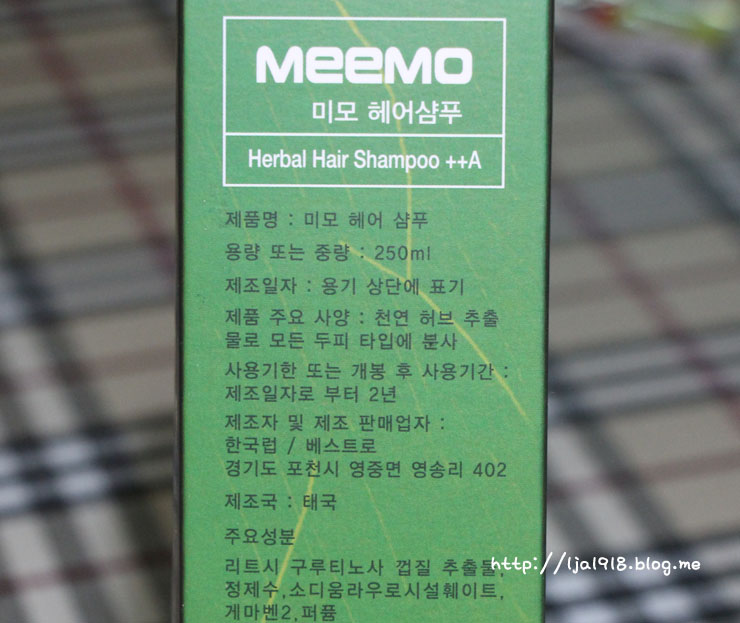 MEEMO
미모 헤어샴푸
Herbal Hair Shampoo ++A
제품명 : 미모 헤어 샴푸
용량 또는 중량 : 250ml
제조일자 : 용기 상단에 표기
제품 주요 사양 : 천연 허브 추출
물로 모든 두피 타입에 분사
사용기한 또는 개봉 후 사용기간 :
제조일자로 부터 2년
제조자 및 제조 판매업자 :
한국럽 / 베스트로
경기도 포천시 영중면 영송리 402
제조국 : 태국
주요성분
리트시 구루티노사 껍질 추출물,
정제수,소디움라우로시설훼이트,
게마벤2,퍼퓸
http://lja1918.blog.me